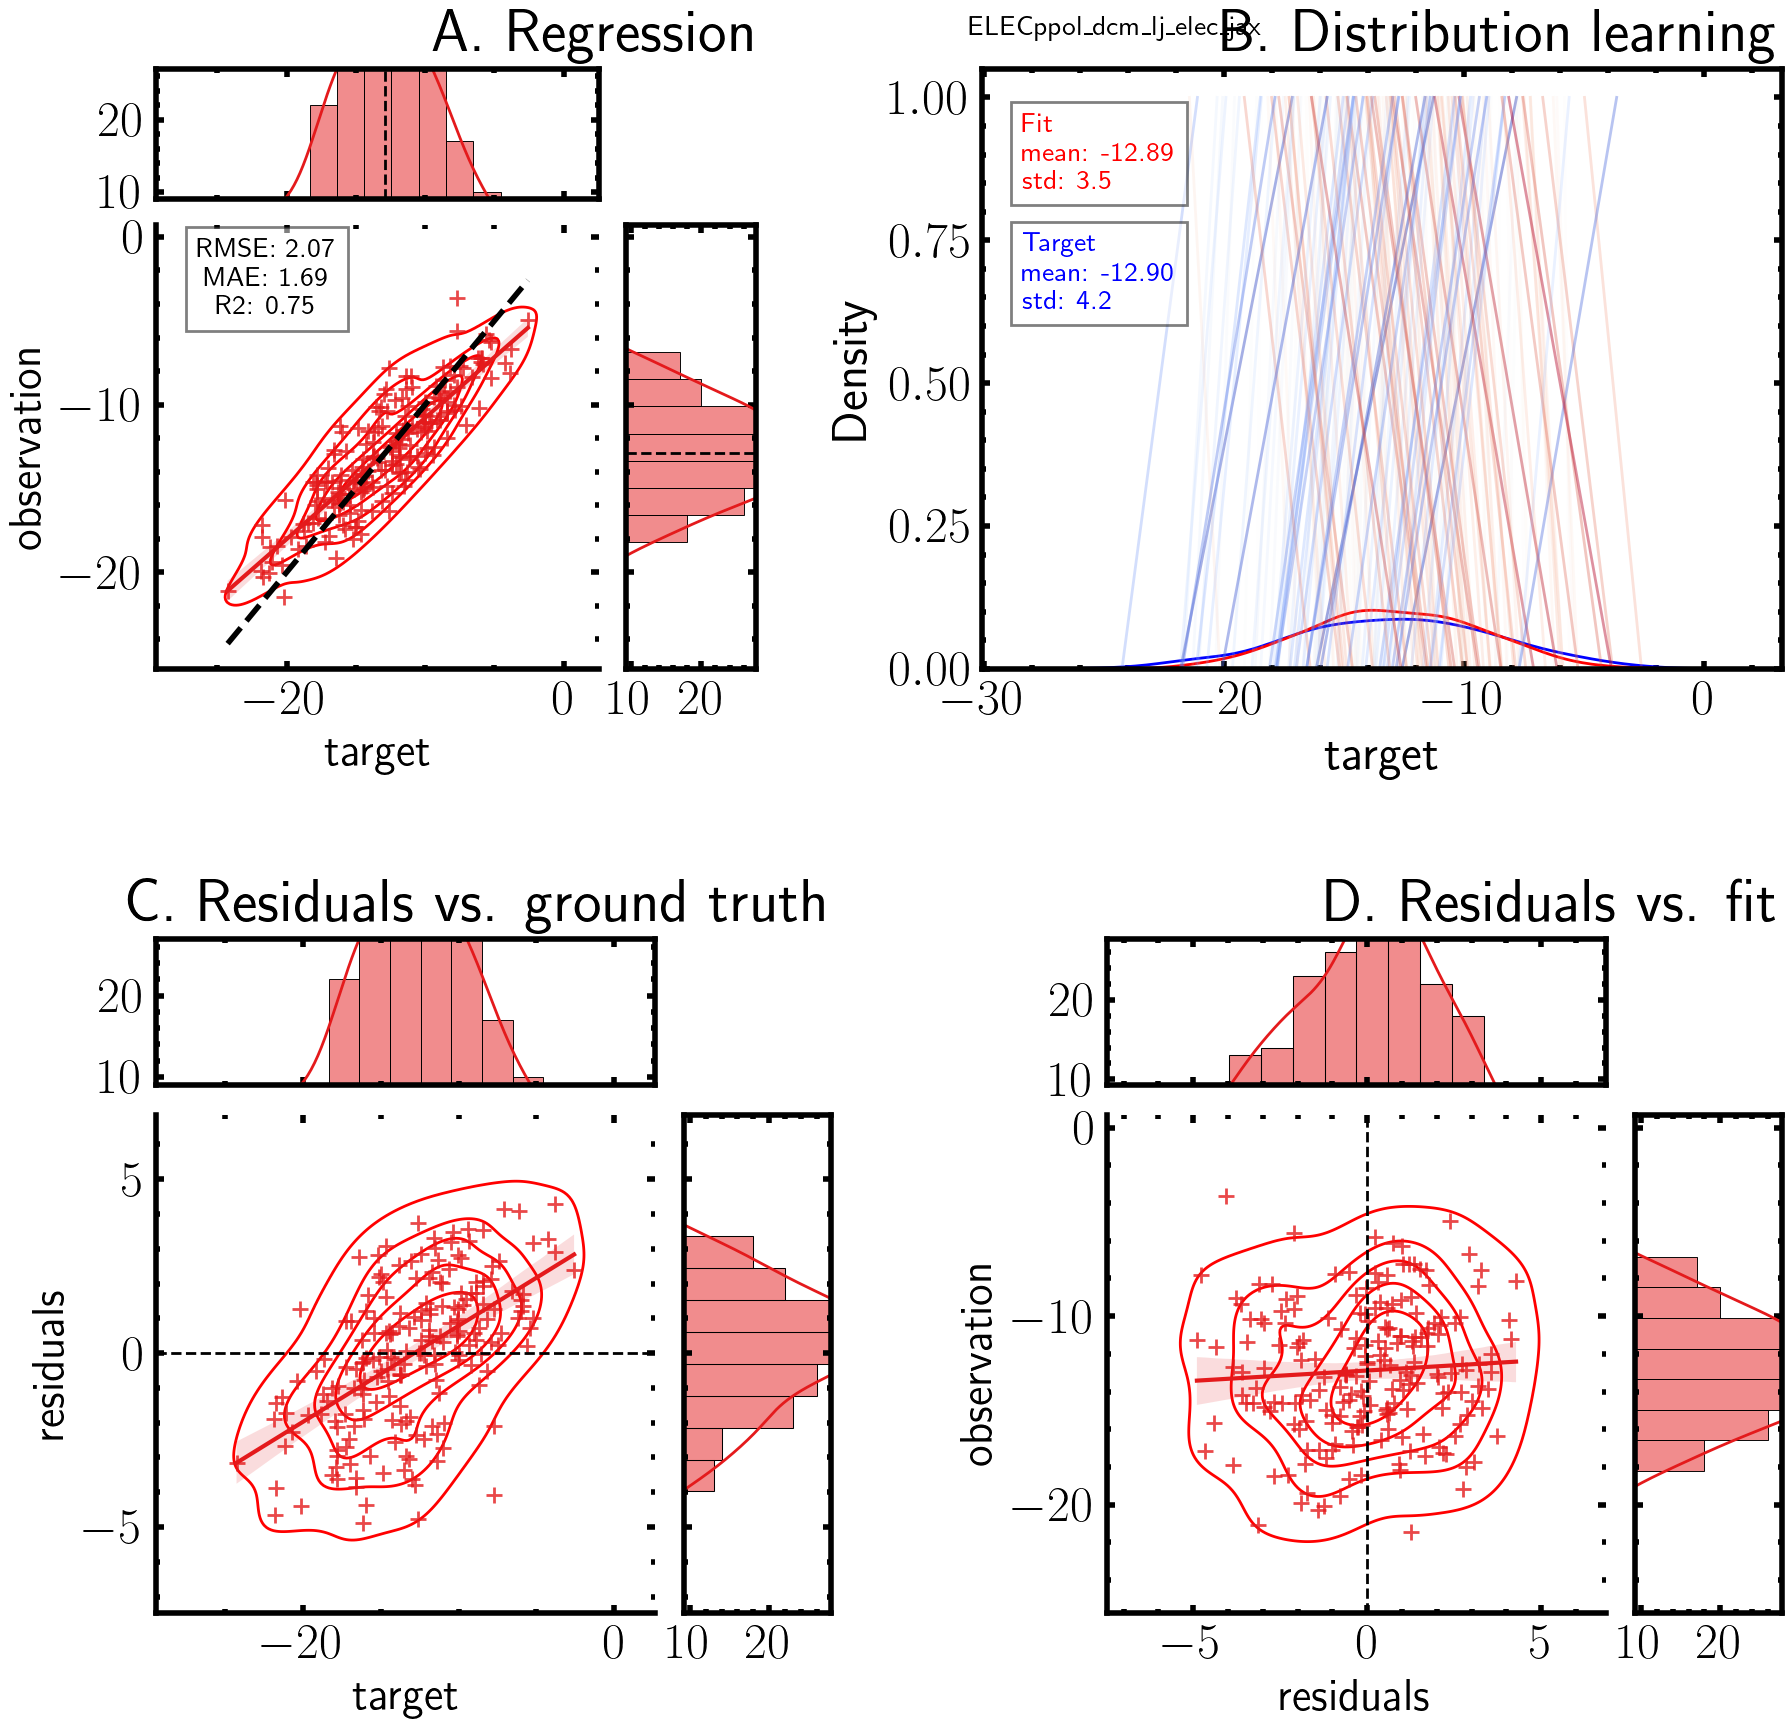 A. Regression
ELECppol_dcm_lj_elec_jax
B. Distribution learning
20
10
0
−10
−20
RMSE: 2.07
MAE: 1.69
R2: 0.75
observation
−20
0
10
20
target
1.00
0.75
0.50
0.25
0.00
Density
Fit
mean: -12.89
std: 3.5
Target
mean: -12.90
std: 4.2
−30
−20
−10
0
target
C. Residuals vs. ground truth
20
10
5
0
−5
residuals
−20
0
10
20
target
D. Residuals vs. fit
20
10
0
−10
−20
observation
−5
0
5
10
20
residuals